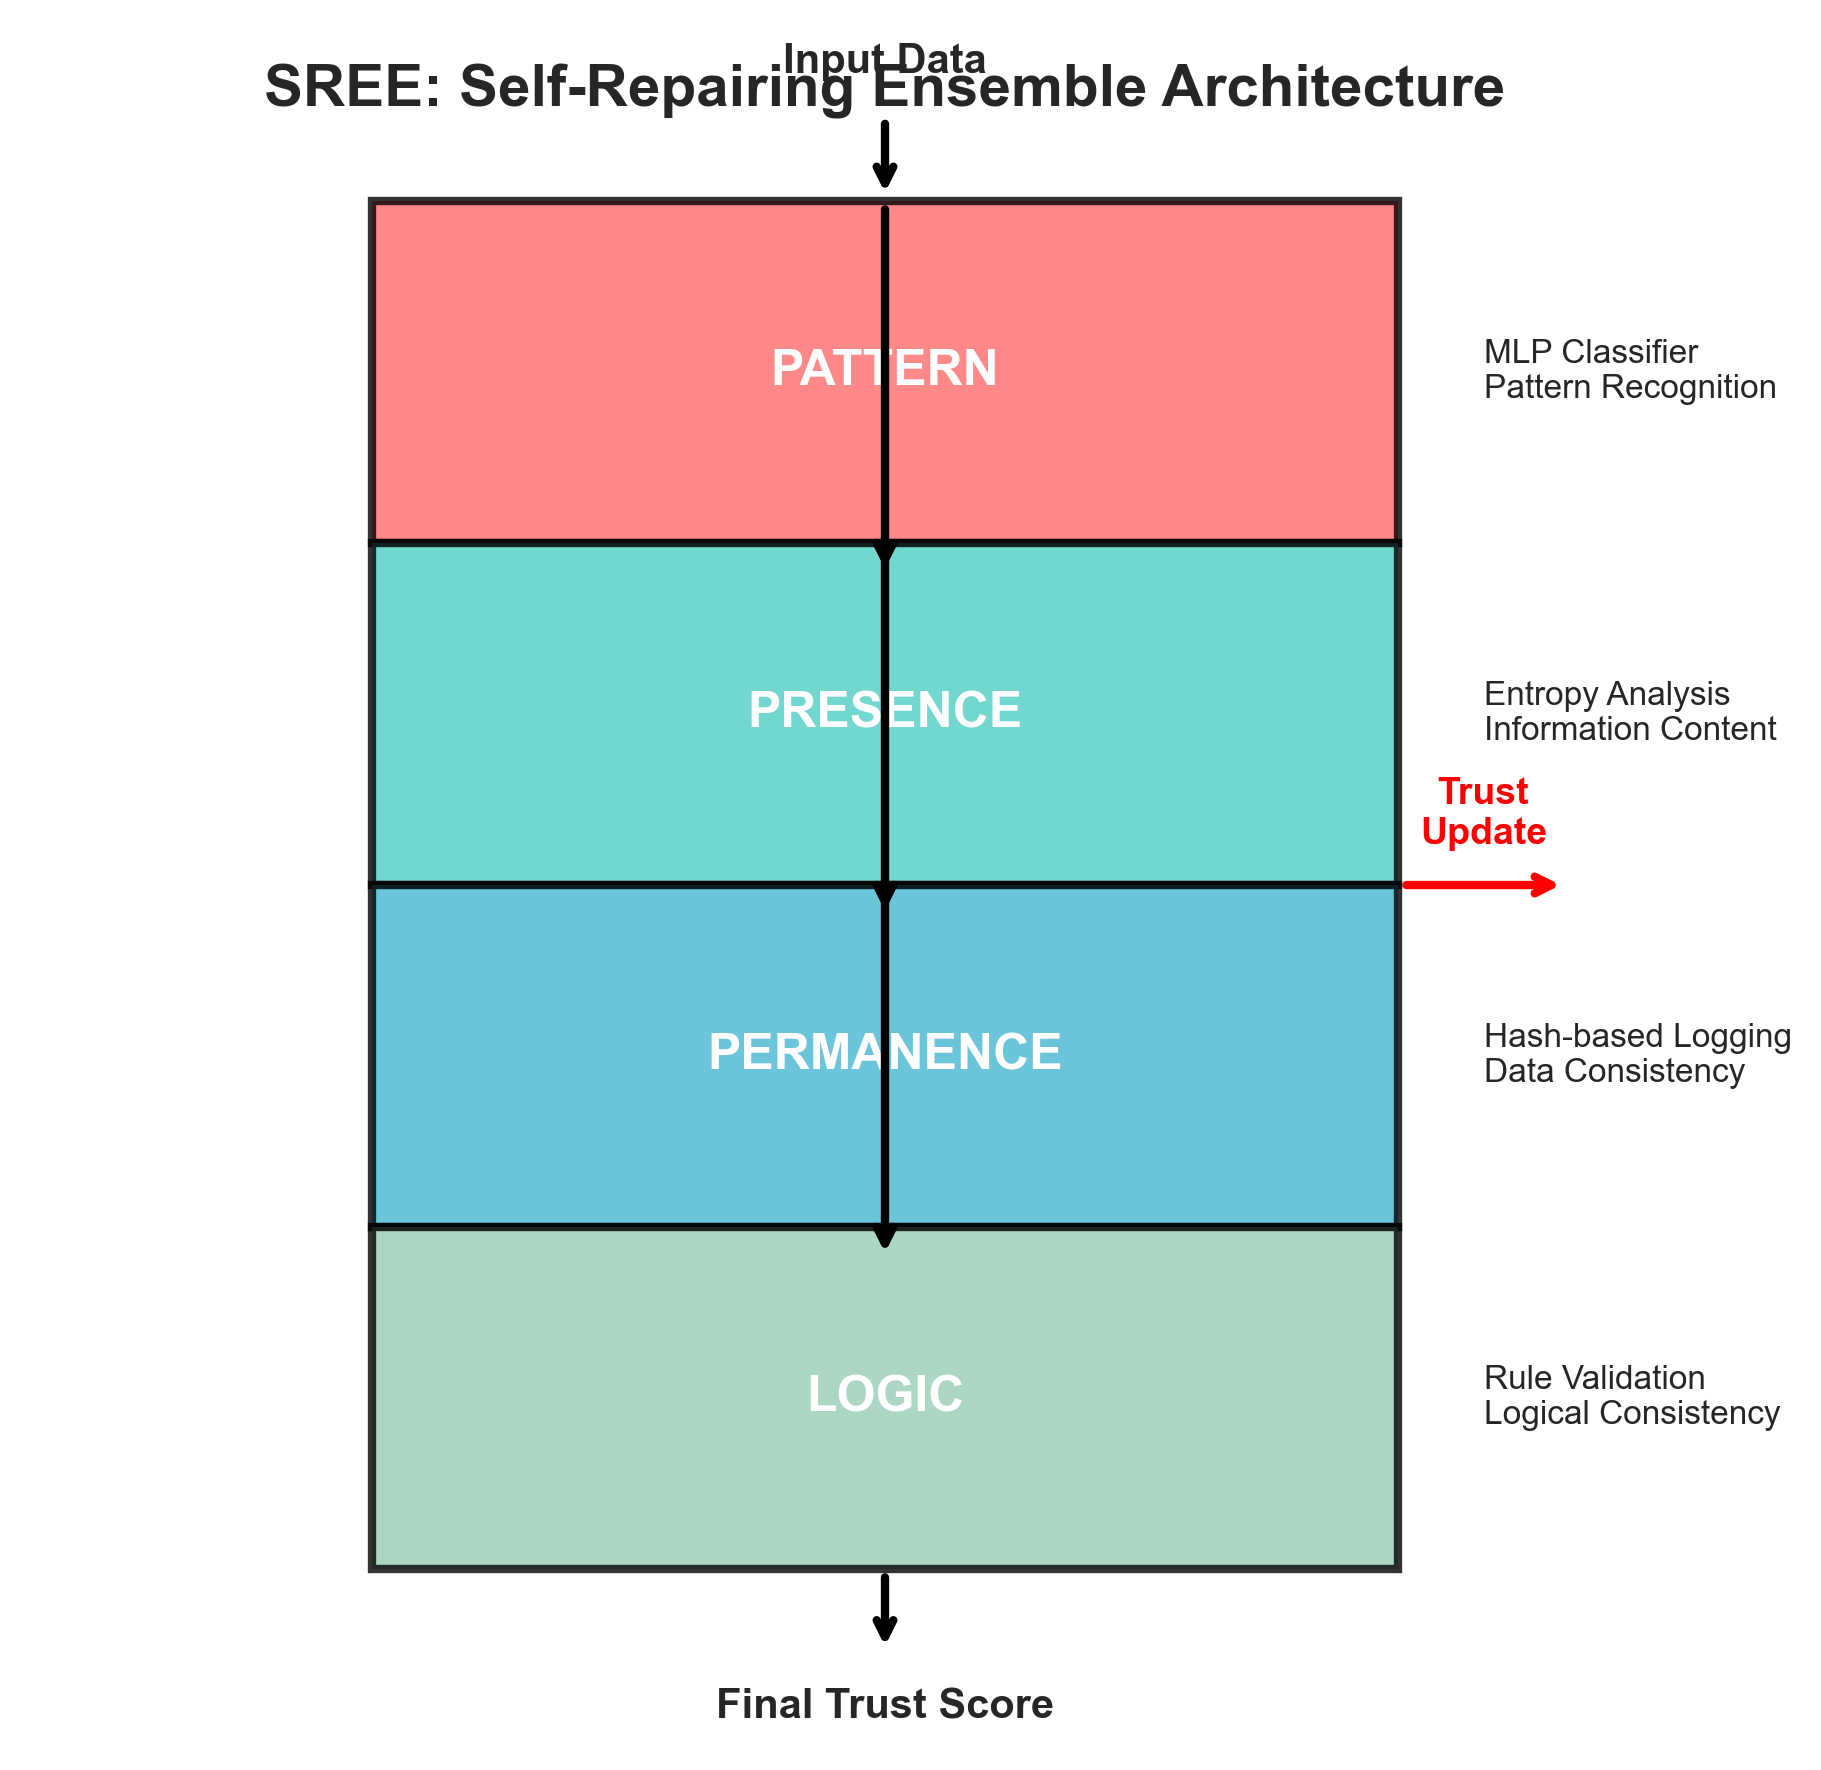 Input Data
SREE: Self-Repairing Ensemble Architecture
PATTERN
MLP Classifier
Pattern Recognition
PRESENCE
Entropy Analysis
Information Content
Trust
Update
PERMANENCE
Hash-based Logging
Data Consistency
LOGIC
Rule Validation
Logical Consistency
Final Trust Score